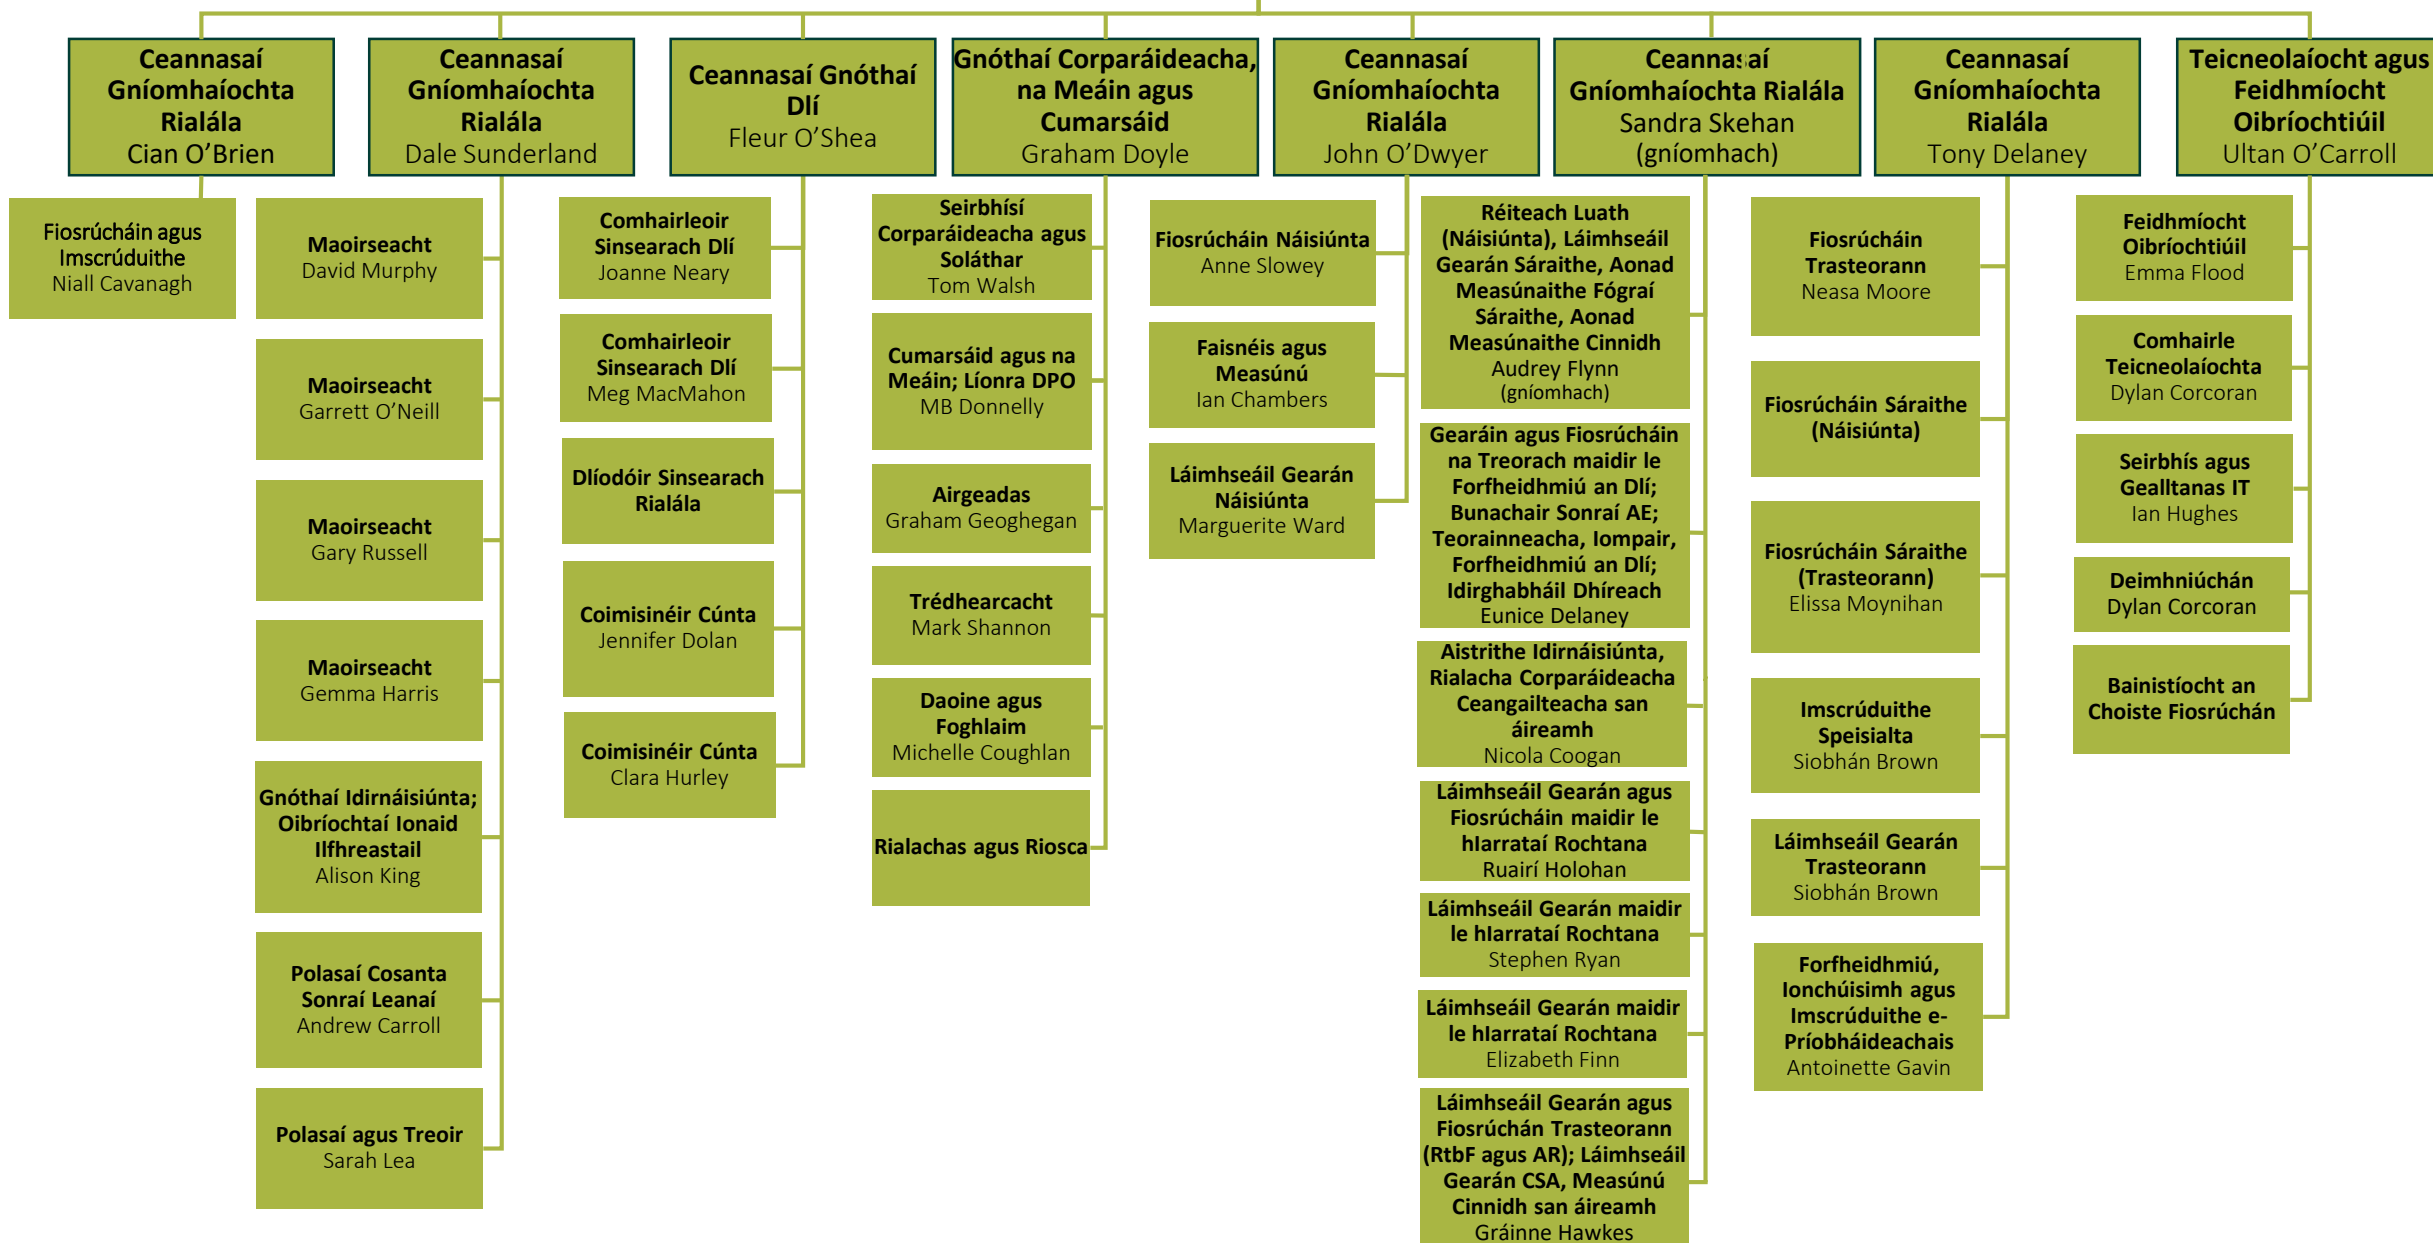 Ceannasaí
Gníomhaíochta
Rialála
Cian O’Brien
Fiosrúcháin agus
Imscrúduithe
Niall Cavanagh
Ceannasaí
Gníomhaíochta
Rialála
Dale Sunderland
Maoirseacht
David Murphy
Maoirseacht
Garrett O’Neill
Maoirseacht
Gary Russell
Maoirseacht
Gemma Harris
Gnóthaí Idirnáisiúnta;
Oibríochtaí Ionaid
Ilfhreastail
Alison King
Polasaí Cosanta
Sonraí Leanaí
Andrew Carroll
Polasaí agus Treoir
Sarah Lea
Ceannasaí Gnóthaí
Dlí
Fleur O’Shea
Comhairleoir
Sinsearach Dlí
Joanne Neary
Comhairleoir
Sinsearach Dlí
Meg MacMahon
Dlíodóir Sinsearach
Rialála
Coimisinéir Cúnta
Jennifer Dolan
Coimisinéir Cúnta
Clara Hurley
Gnóthaí Corparáideacha,
na Meáin agus
Cumarsáid
Graham Doyle
Seirbhísí
Corparáideacha agus
Soláthar
Tom Walsh
Cumarsáid agus na
Meáin; Líonra DPO
MB Donnelly
Airgeadas
Graham Geoghegan
Trédhearcacht
Mark Shannon
Daoine agus
Foghlaim
Michelle Coughlan
Rialachas agus Riosca
Ceannasaí
Gníomhaíochta
Rialála
John O’Dwyer
Fiosrúcháin Náisiúnta
Anne Slowey
Faisnéis agus
Measúnú
Ian Chambers
Láimhseáil Gearán
Náisiúnta
Marguerite Ward
Ceannasaí
Gníomhaíochta Rialála
Sandra Skehan
(gníomhach)
Réiteach Luath
(Náisiúnta), Láimhseáil
Gearán Sáraithe, Aonad
Measúnaithe Fógraí
Sáraithe, Aonad
Measúnaithe Cinnidh
Audrey Flynn
(gníomhach)
Gearáin agus Fiosrúcháin
na Treorach maidir le
Forfheidhmiú an Dlí;
Bunachair Sonraí AE;
Teorainneacha, Iompair,
Forfheidhmiú an Dlí;
Idirghabháil Dhíreach
Eunice Delaney
Aistrithe Idirnáisiúnta,
Rialacha Corparáideacha
Ceangailteacha san
áireamh
Nicola Coogan
Láimhseáil Gearán agus
Fiosrúcháin maidir le
hIarrataí Rochtana
Ruairí Holohan
Láimhseáil Gearán maidir
le hIarrataí Rochtana
Stephen Ryan
Láimhseáil Gearán maidir
le hIarrataí Rochtana
Elizabeth Finn
Láimhseáil Gearán agus
Fiosrúchán Trasteorann
(RtbF agus AR); Láimhseáil
Gearán CSA, Measúnú
Cinnidh san áireamh
Gráinne Hawkes
Ceannasaí
Gníomhaíochta
Rialála
Tony Delaney
Fiosrúcháin
Trasteorann
Neasa Moore
Fiosrúcháin Sáraithe
(Náisiúnta)
Fiosrúcháin Sáraithe
(Trasteorann)
Elissa Moynihan
Imscrúduithe
Speisialta
Siobhán Brown
Láimhseáil Gearán
Trasteorann
Siobhán Brown
Forfheidhmiú,
Ionchúisimh agus
Imscrúduithe e-
Príobháideachais
Antoinette Gavin
Teicneolaíocht agus
Feidhmíocht
Oibríochtiúil
Ultan O’Carroll
Feidhmíocht
Oibríochtiúil
Emma Flood
Comhairle
Teicneolaíochta
Dylan Corcoran
Seirbhís agus
Gealltanas IT
Ian Hughes
Deimhniúchán
Dylan Corcoran
Bainistíocht an
Choiste Fiosrúchán